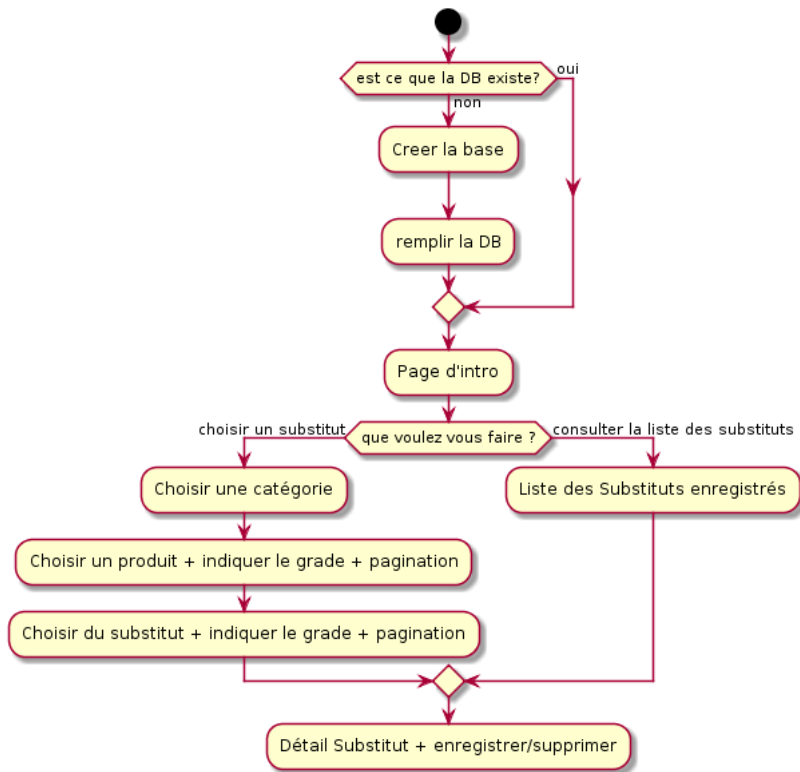 est ce que la DB existe?
oui
non
Creer la base
remplir la DB
Page d'intro
choisir un substitut
que voulez vous faire ?
consulter la liste des substituts
Choisir une catégorie
Liste des Substituts enregistrés
Choisir un produit + indiquer le grade + pagination
Choisir du substitut + indiquer le grade + pagination
Détail Substitut + enregistrer/supprimer